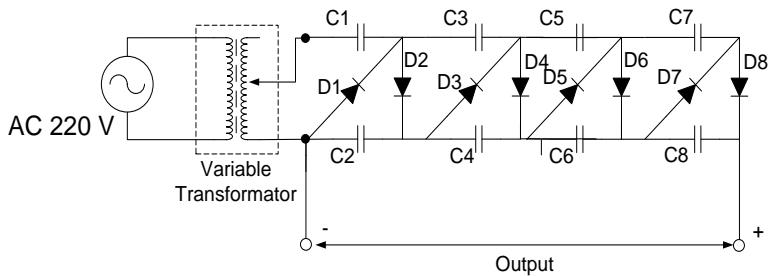 C1 C3 C5 C7
D1 D2 D3 D4 D5 D6 D7 D8
AC 220 V
C2 C4 C6 C8
Variable
Transformator
- +
Output